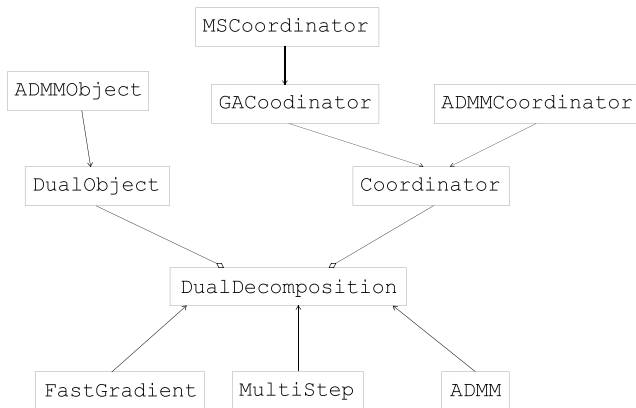 MSCoordinator
ADMMObject
GACoodinator
ADMMCoordinator
DualObject
Coordinator
DualDecomposition
FastGradient
MultiStep
ADMM